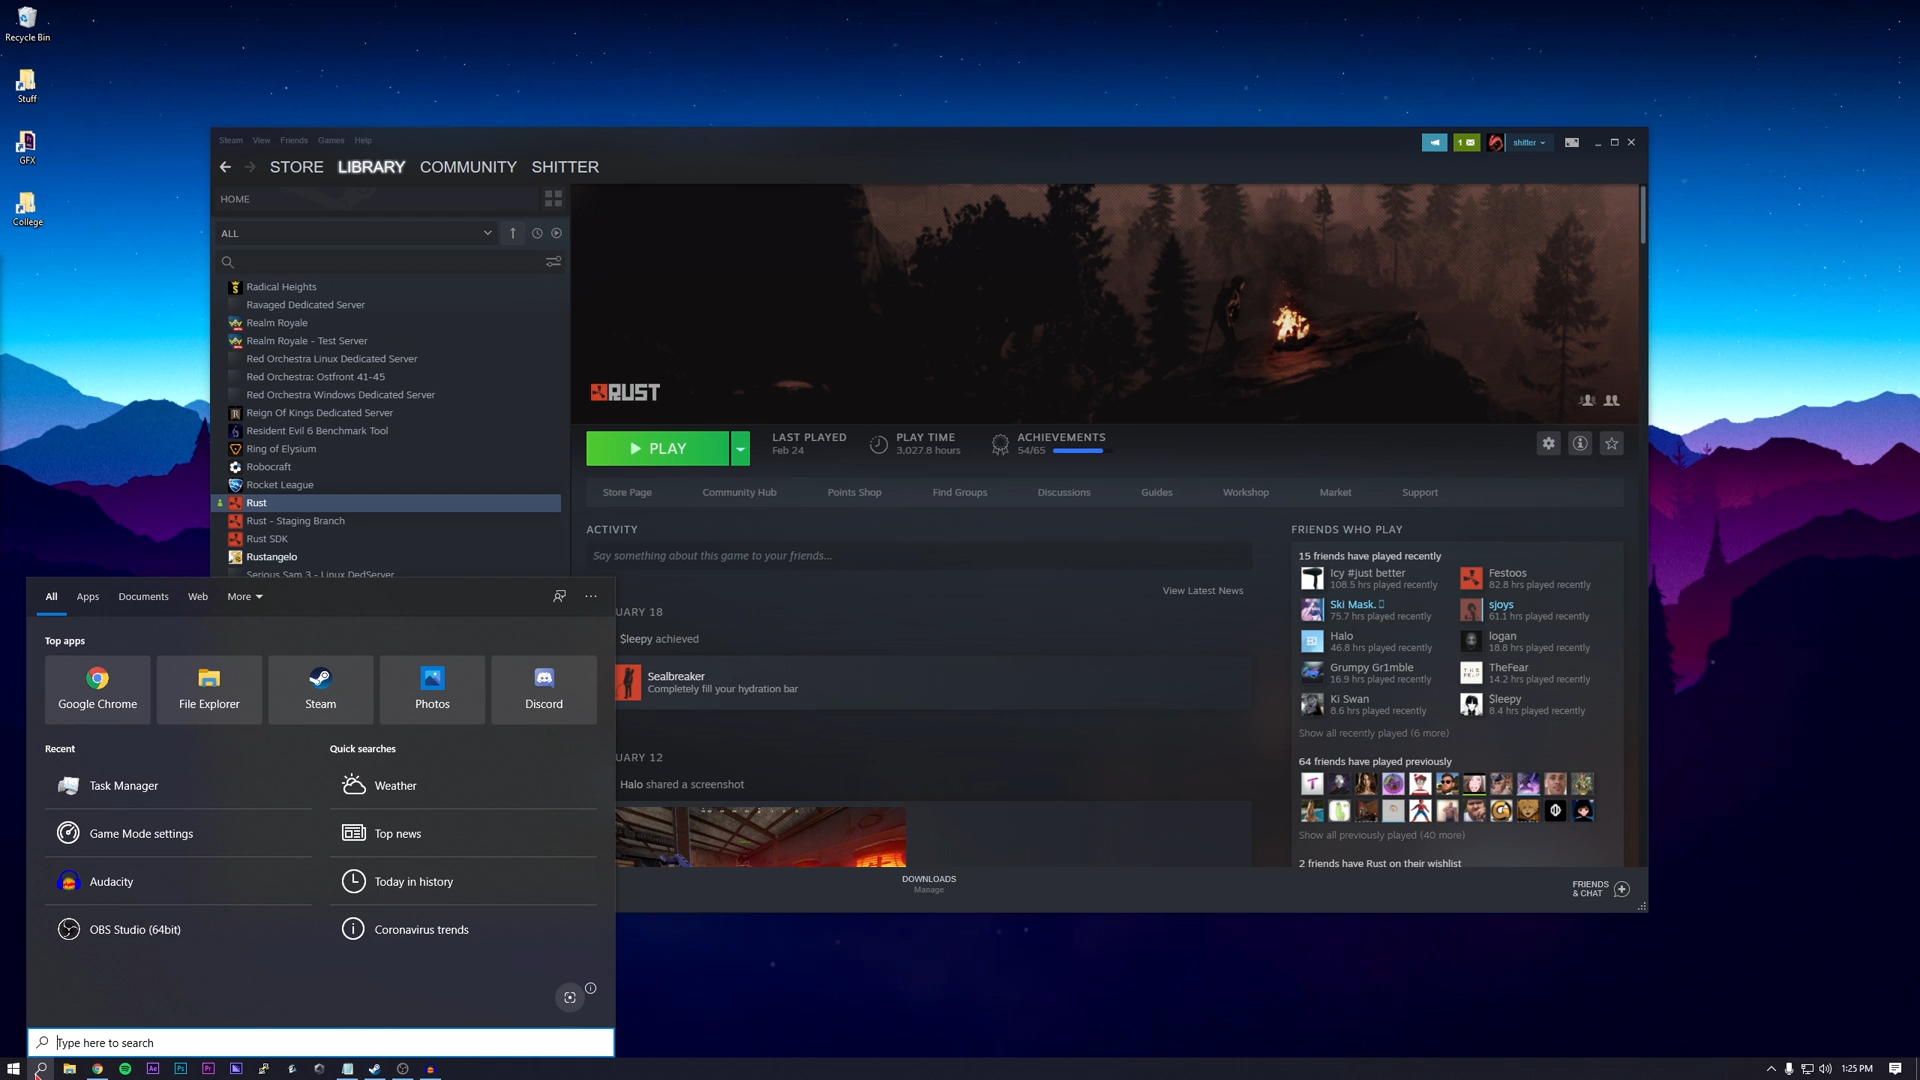 Recycle Bin
Stuff
GFX
College
Steam View Friends Games Help
1
shitter
STORE LIBRARY COMMUNITY SHITTER
HOME
ALL
Radical Heights
Ravaged Dedicated Server
Realm Royale
Realm Royale - Test Server
Red Orchestra Linux Dedicated Server
Red Orchestra: Ostfront 41-45
Red Orchestra Windows Dedicated Server
Reign Of Kings Dedicated Server
Resident Evil 6 Benchmark Tool
Ring of Elysium
Robocraft
Rocket League
Rust
Rust - Staging Branch
Rust SDK
Rustangelo
Serious Sam 3 - Linux DedServer
RUST
PLAY
LAST PLAYED
Feb 24
PLAY TIME
3,027.8 hours
ACHIEVEMENTS
54/65
Store Page Community Hub Points Shop Find Groups Discussions Guides Workshop Market Support
ACTIVITY
Say something about this game to your friends...
View Latest News
UARY 18
$leepy achieved
Sealbreaker
Completely fill your hydration bar
UARY 12
Halo shared a screenshot
FRIENDS WHO PLAY
15 friends have played recently
Icy #just better
108.5 hrs played recently
Festoos
82.8 hrs played recently
Ski Mask.
75.7 hrs played recently
sjoys
61.1 hrs played recently
Halo
46.8 hrs played recently
logan
18.8 hrs played recently
Grumpy Gr1mble
16.9 hrs played recently
TheFear
14.2 hrs played recently
Ki Swan
8.6 hrs played recently
$leepy
8.4 hrs played recently
Show all recently played (6 more)
64 friends have played previously
Show all previously played (40 more)
2 friends have Rust on their wishlist
DOWNLOADS
Manage
FRIENDS
& CHAT
All Apps Documents Web More
Top apps
Google Chrome
File Explorer
Steam
Photos
Discord
Recent
Task Manager
Game Mode settings
Audacity
OBS Studio (64bit)
Quick searches
Weather
Top news
Today in history
Coronavirus trends
Type here to search
Ae Ps Pr
1:25 PM